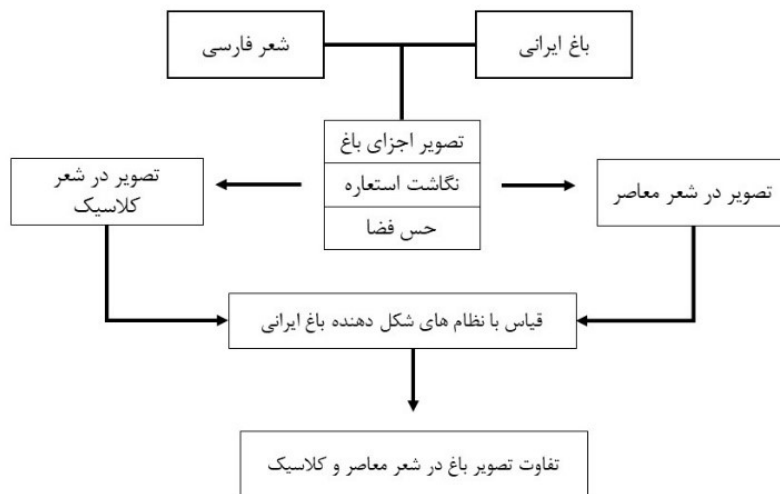 باغ ایرانی
شعر فارسی
تصویر اجزای باغ
نگاشت استعاره
حس فضا
تصویر در شعر معاصر
تصویر در شعر
کلاسیک
قیاس با نظام های شکل دهنده باغ ایرانی
تفاوت تصویر باغ در شعر معاصر و کلاسیک